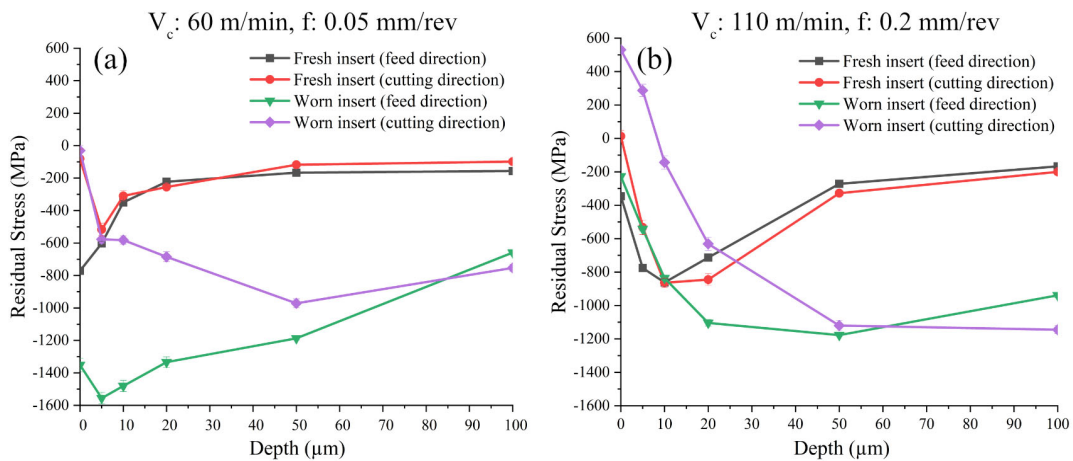 V_c: 60 m/min, f: 0.05 mm/rev
(a)
Fresh insert (feed direction)
Fresh insert (cutting direction)
Worn insert (feed direction)
Worn insert (cutting direction)
Residual Stress (MPa)
600
400
200
0
-200
-400
-600
-800
-1000
-1200
-1400
-1600
0 10 20 30 40 50 60 70 80 90 100
Depth (μm)
V_c: 110 m/min, f: 0.2 mm/rev
(b)
Fresh insert (feed direction)
Fresh insert (cutting direction)
Worn insert (feed direction)
Worn insert (cutting direction)
Residual Stress (MPa)
600
400
200
0
-200
-400
-600
-800
-1000
-1200
-1400
-1600
0 10 20 30 40 50 60 70 80 90 100
Depth (μm)